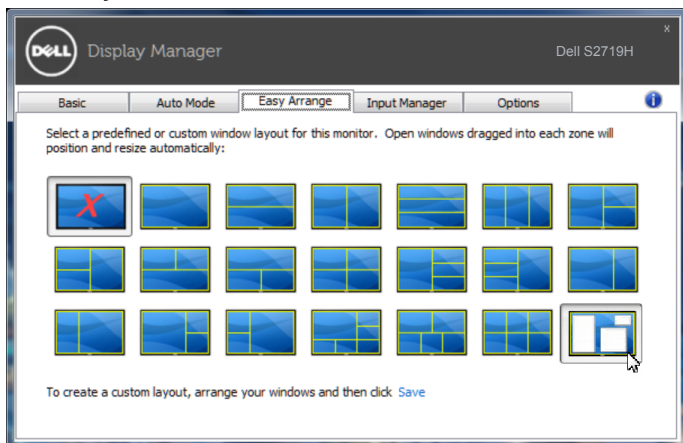 x
DELL Display Manager Dell S2719H
Basic Auto Mode Easy Arrange Input Manager Options i
Select a predefined or custom window layout for this monitor. Open windows dragged into each zone will
position and resize automatically:
X
To create a custom layout, arrange your windows and then click Save